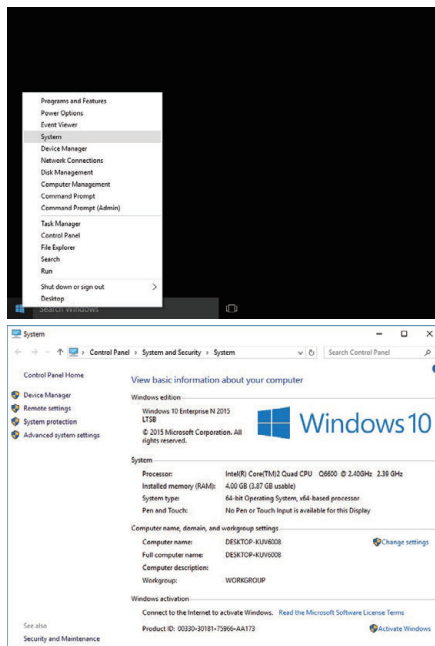 Programs and Features
Power Options
Event Viewer
System
Device Manager
Network Connections
Disk Management
Computer Management
Command Prompt
Command Prompt (Admin)
Task Manager
Control Panel
File Explorer
Search
Run
Shut down or sign out
Desktop
Search Windows
System
Control Panel › System and Security › System
Search Control Panel
Control Panel Home
Device Manager
Remote settings
System protection
Advanced system settings
View basic information about your computer
Windows edition
Windows 10 Enterprise N 2015
LTSB
© 2015 Microsoft Corporation. All
rights reserved.
Windows 10
System
Processor: Intel(R) Core(TM)2 Quad CPU Q6600 @ 2.40GHz 2.39 GHz
Installed memory (RAM): 4.00 GB (3.87 GB usable)
System type: 64-bit Operating System, x64-based processor
Pen and Touch: No Pen or Touch Input is available for this Display
Computer name, domain, and workgroup settings
Computer name: DESKTOP-KUV6008 Change settings
Full computer name: DESKTOP-KUV6008
Computer description:
Workgroup: WORKGROUP
Windows activation
Connect to the Internet to activate Windows. Read the Microsoft Software License Terms
Product ID: 00330-30181-75966-AA173 Activate Windows
See also
Security and Maintenance